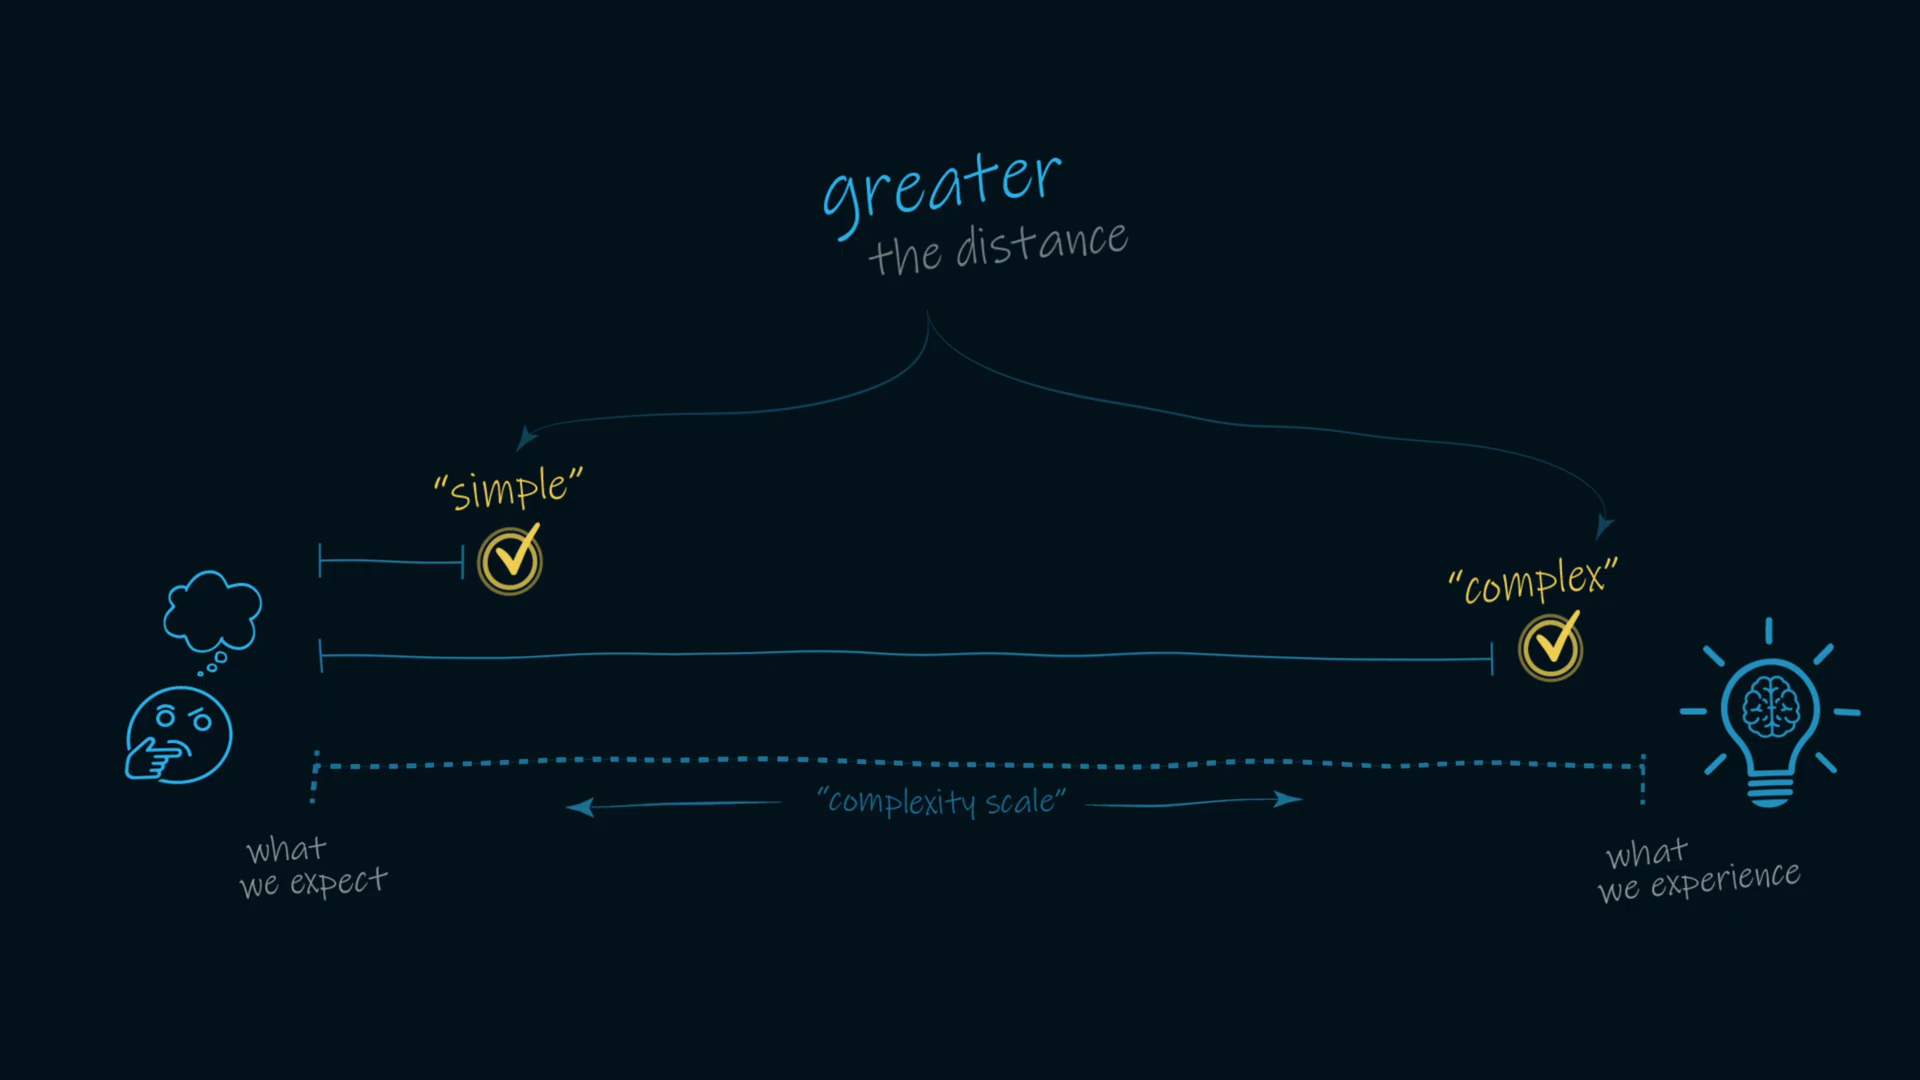 greater
the distance
“simple”
“complex”
“complexity scale”
what
we expect
what
we experience